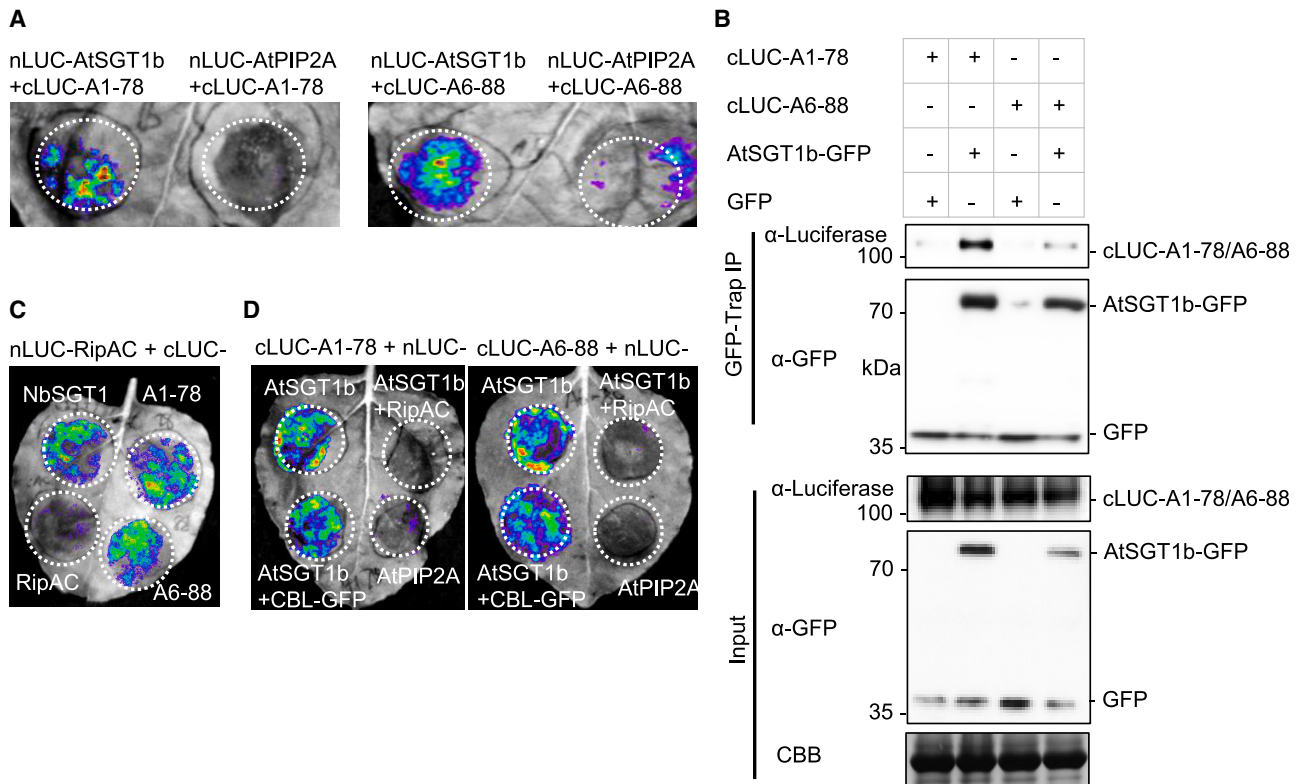 A
nLUC-AtSGT1b
+cLUC-A1-78
nLUC-AtPIP2A
+cLUC-A1-78
nLUC-AtSGT1b
+cLUC-A6-88
nLUC-AtPIP2A
+cLUC-A6-88
B
cLUC-A1-78 + + - -
cLUC-A6-88 - - + +
AtSGT1b-GFP - + - +
GFP + - + -
GFP-Trap IP
α-Luciferase
100
cLUC-A1-78/A6-88
70
AtSGT1b-GFP
α-GFP
kDa
35
GFP
Input
α-Luciferase
100
cLUC-A1-78/A6-88
70
AtSGT1b-GFP
α-GFP
35
GFP
CBB
C
nLUC-RipAC + cLUC-
NbSGT1
A1-78
RipAC
A6-88
D
cLUC-A1-78 + nLUC-
AtSGT1b
AtSGT1b
+RipAC
AtSGT1b
+CBL-GFP
AtPIP2A
cLUC-A6-88 + nLUC-
AtSGT1b
AtSGT1b
+RipAC
AtSGT1b
+CBL-GFP
AtPIP2A